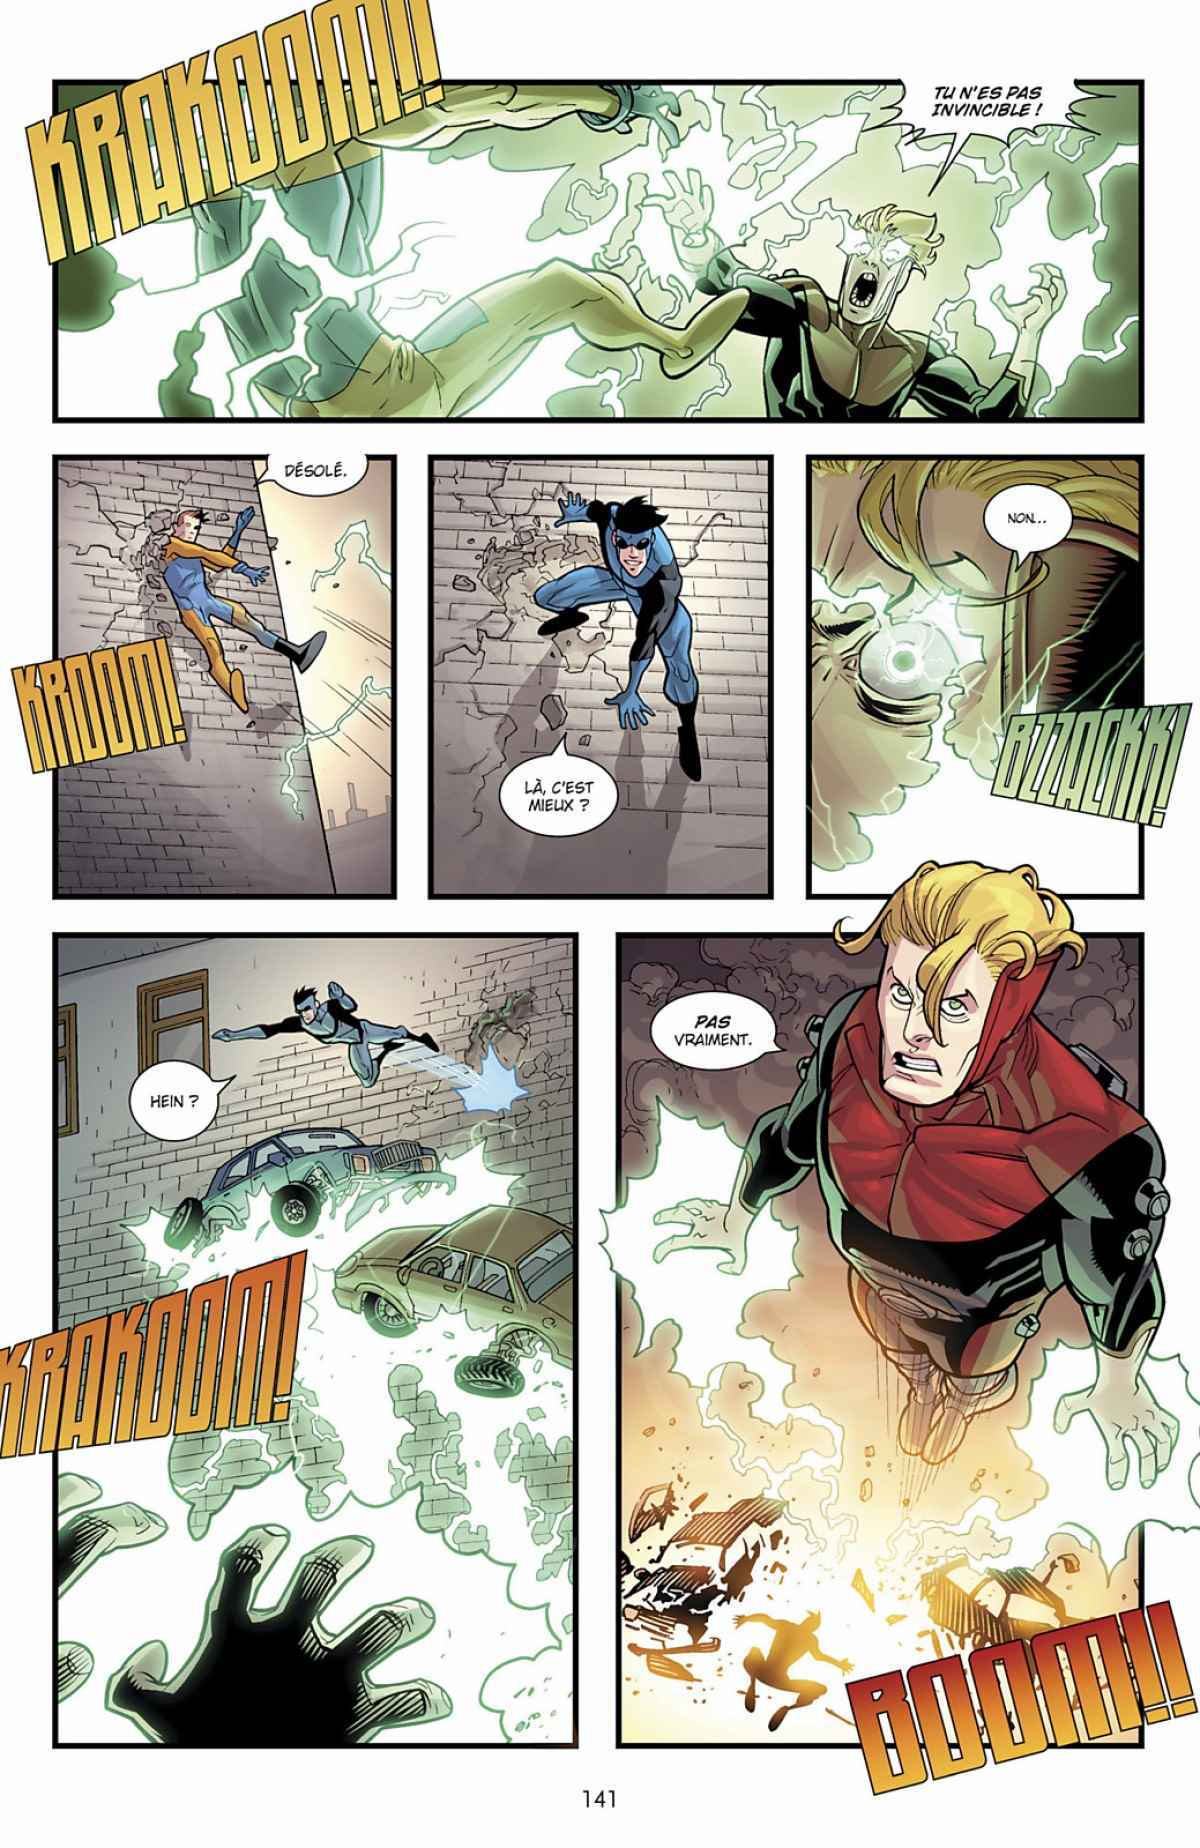 KRAKOOM!!
TU N'ES PAS
INVINCIBLE !
DÉSOLÉ.
KROOM!
LÀ, C'EST
MIEUX ?
NON...
BZZACKK!
HEIN ?
KRAKOOM!
PAS
VRAIMENT.
BOOM!!
141